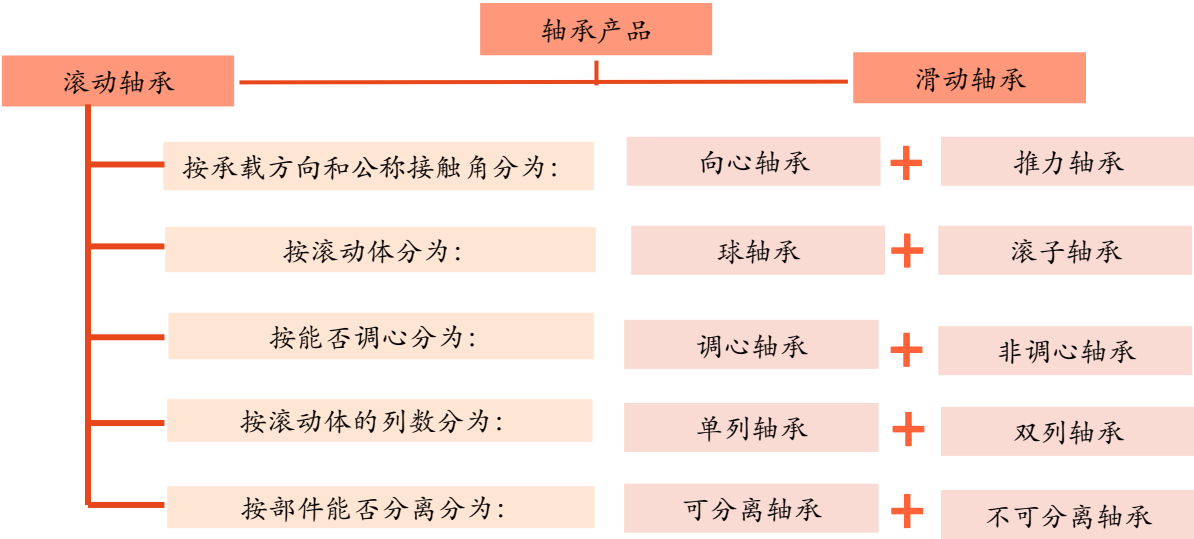 轴承产品
滚动轴承
滑动轴承
按承载方向和公称接触角分为：
向心轴承
推力轴承
按滚动体分为：
球轴承
滚子轴承
按能否调心分为：
调心轴承
非调心轴承
按滚动体的列数分为：
单列轴承
双列轴承
按部件能否分离分为：
可分离轴承
不可分离轴承